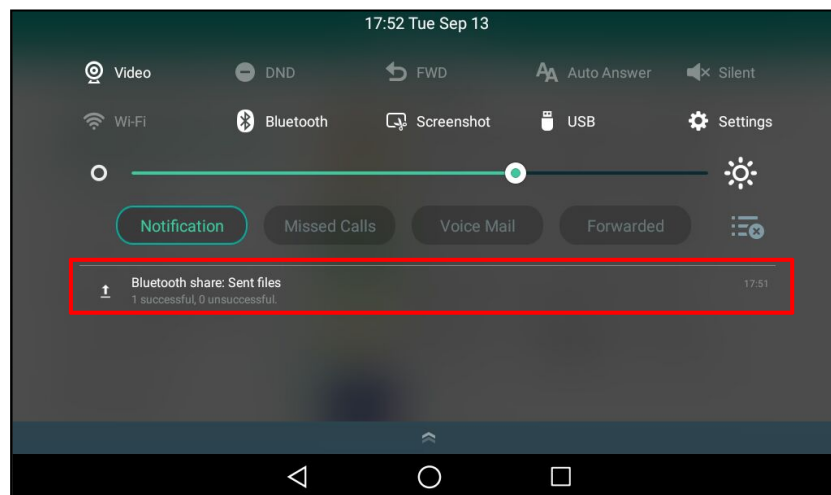 17:52 Tue Sep 13
Video DND FWD AA Auto Answer Silent
Wi-Fi Bluetooth Screenshot USB Settings
Notification Missed Calls Voice Mail Forwarded
Bluetooth share: Sent files 17:51
1 successful, 0 unsuccessful.